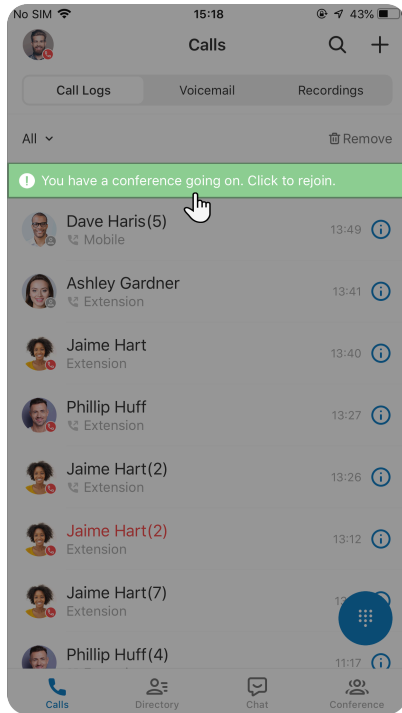 No SIM 15:18 43%
Calls
Call Logs Voicemail Recordings
All Remove
You have a conference going on. Click to rejoin.
Dave Haris(5)
Mobile 13:49
Ashley Gardner
Extension 13:41
Jaime Hart
Extension 13:40
Phillip Huff
Extension 13:27
Jaime Hart(2)
Extension 13:26
Jaime Hart(2)
Extension 13:12
Jaime Hart(7)
Extension
Phillip Huff(4)
11:17
Calls Directory Chat Conference